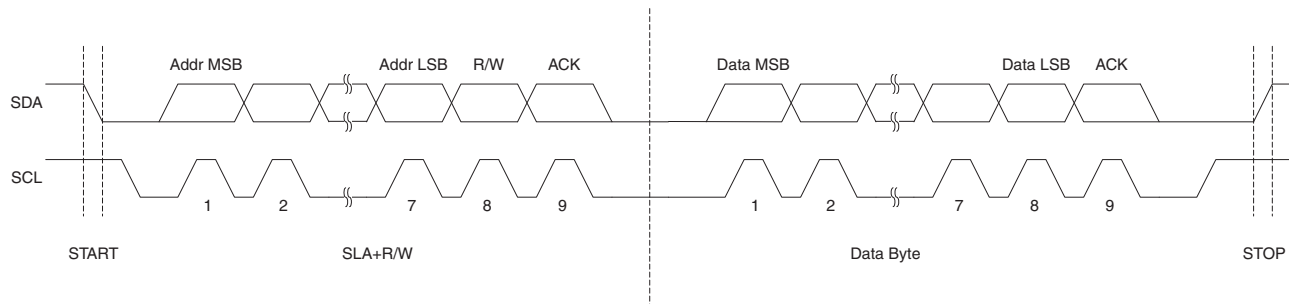 Addr MSB Addr LSB R/W ACK Data MSB Data LSB ACK
SDA
SCL
1 2 7 8 9 1 2 7 8 9
START SLA+R/W Data Byte STOP